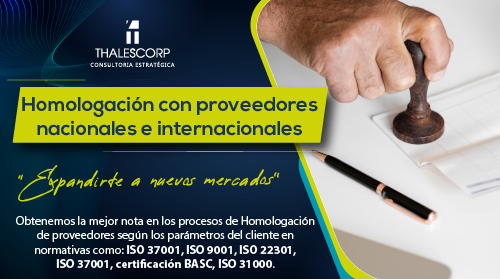 THALESCORP
CONSULTORIA ESTRATÉGICA
Homologación con proveedores
nacionales e internacionales
"Expandirte a nuevos mercados"
Obtenemos la mejor nota en los procesos de Homologación
de proveedores según los parámetros del cliente en
normativas como: ISO 37001, ISO 9001, ISO 22301,
ISO 37001, certificación BASC, ISO 31000.